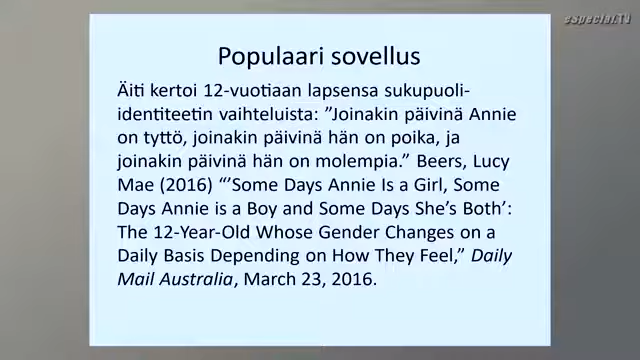 eSpecial.TV
Populaari sovellus
Äiti kertoi 12-vuotiaan lapsensa sukupuoli-
identiteetin vaihteluista: ”Joinakin päivinä Annie
on tyttö, joinakin päivinä hän on poika, ja
joinakin päivinä hän on molempia.” Beers, Lucy
Mae (2016) “’Some Days Annie Is a Girl, Some
Days Annie is a Boy and Some Days She’s Both’:
The 12-Year-Old Whose Gender Changes on a
Daily Basis Depending on How They Feel,” Daily
Mail Australia, March 23, 2016.